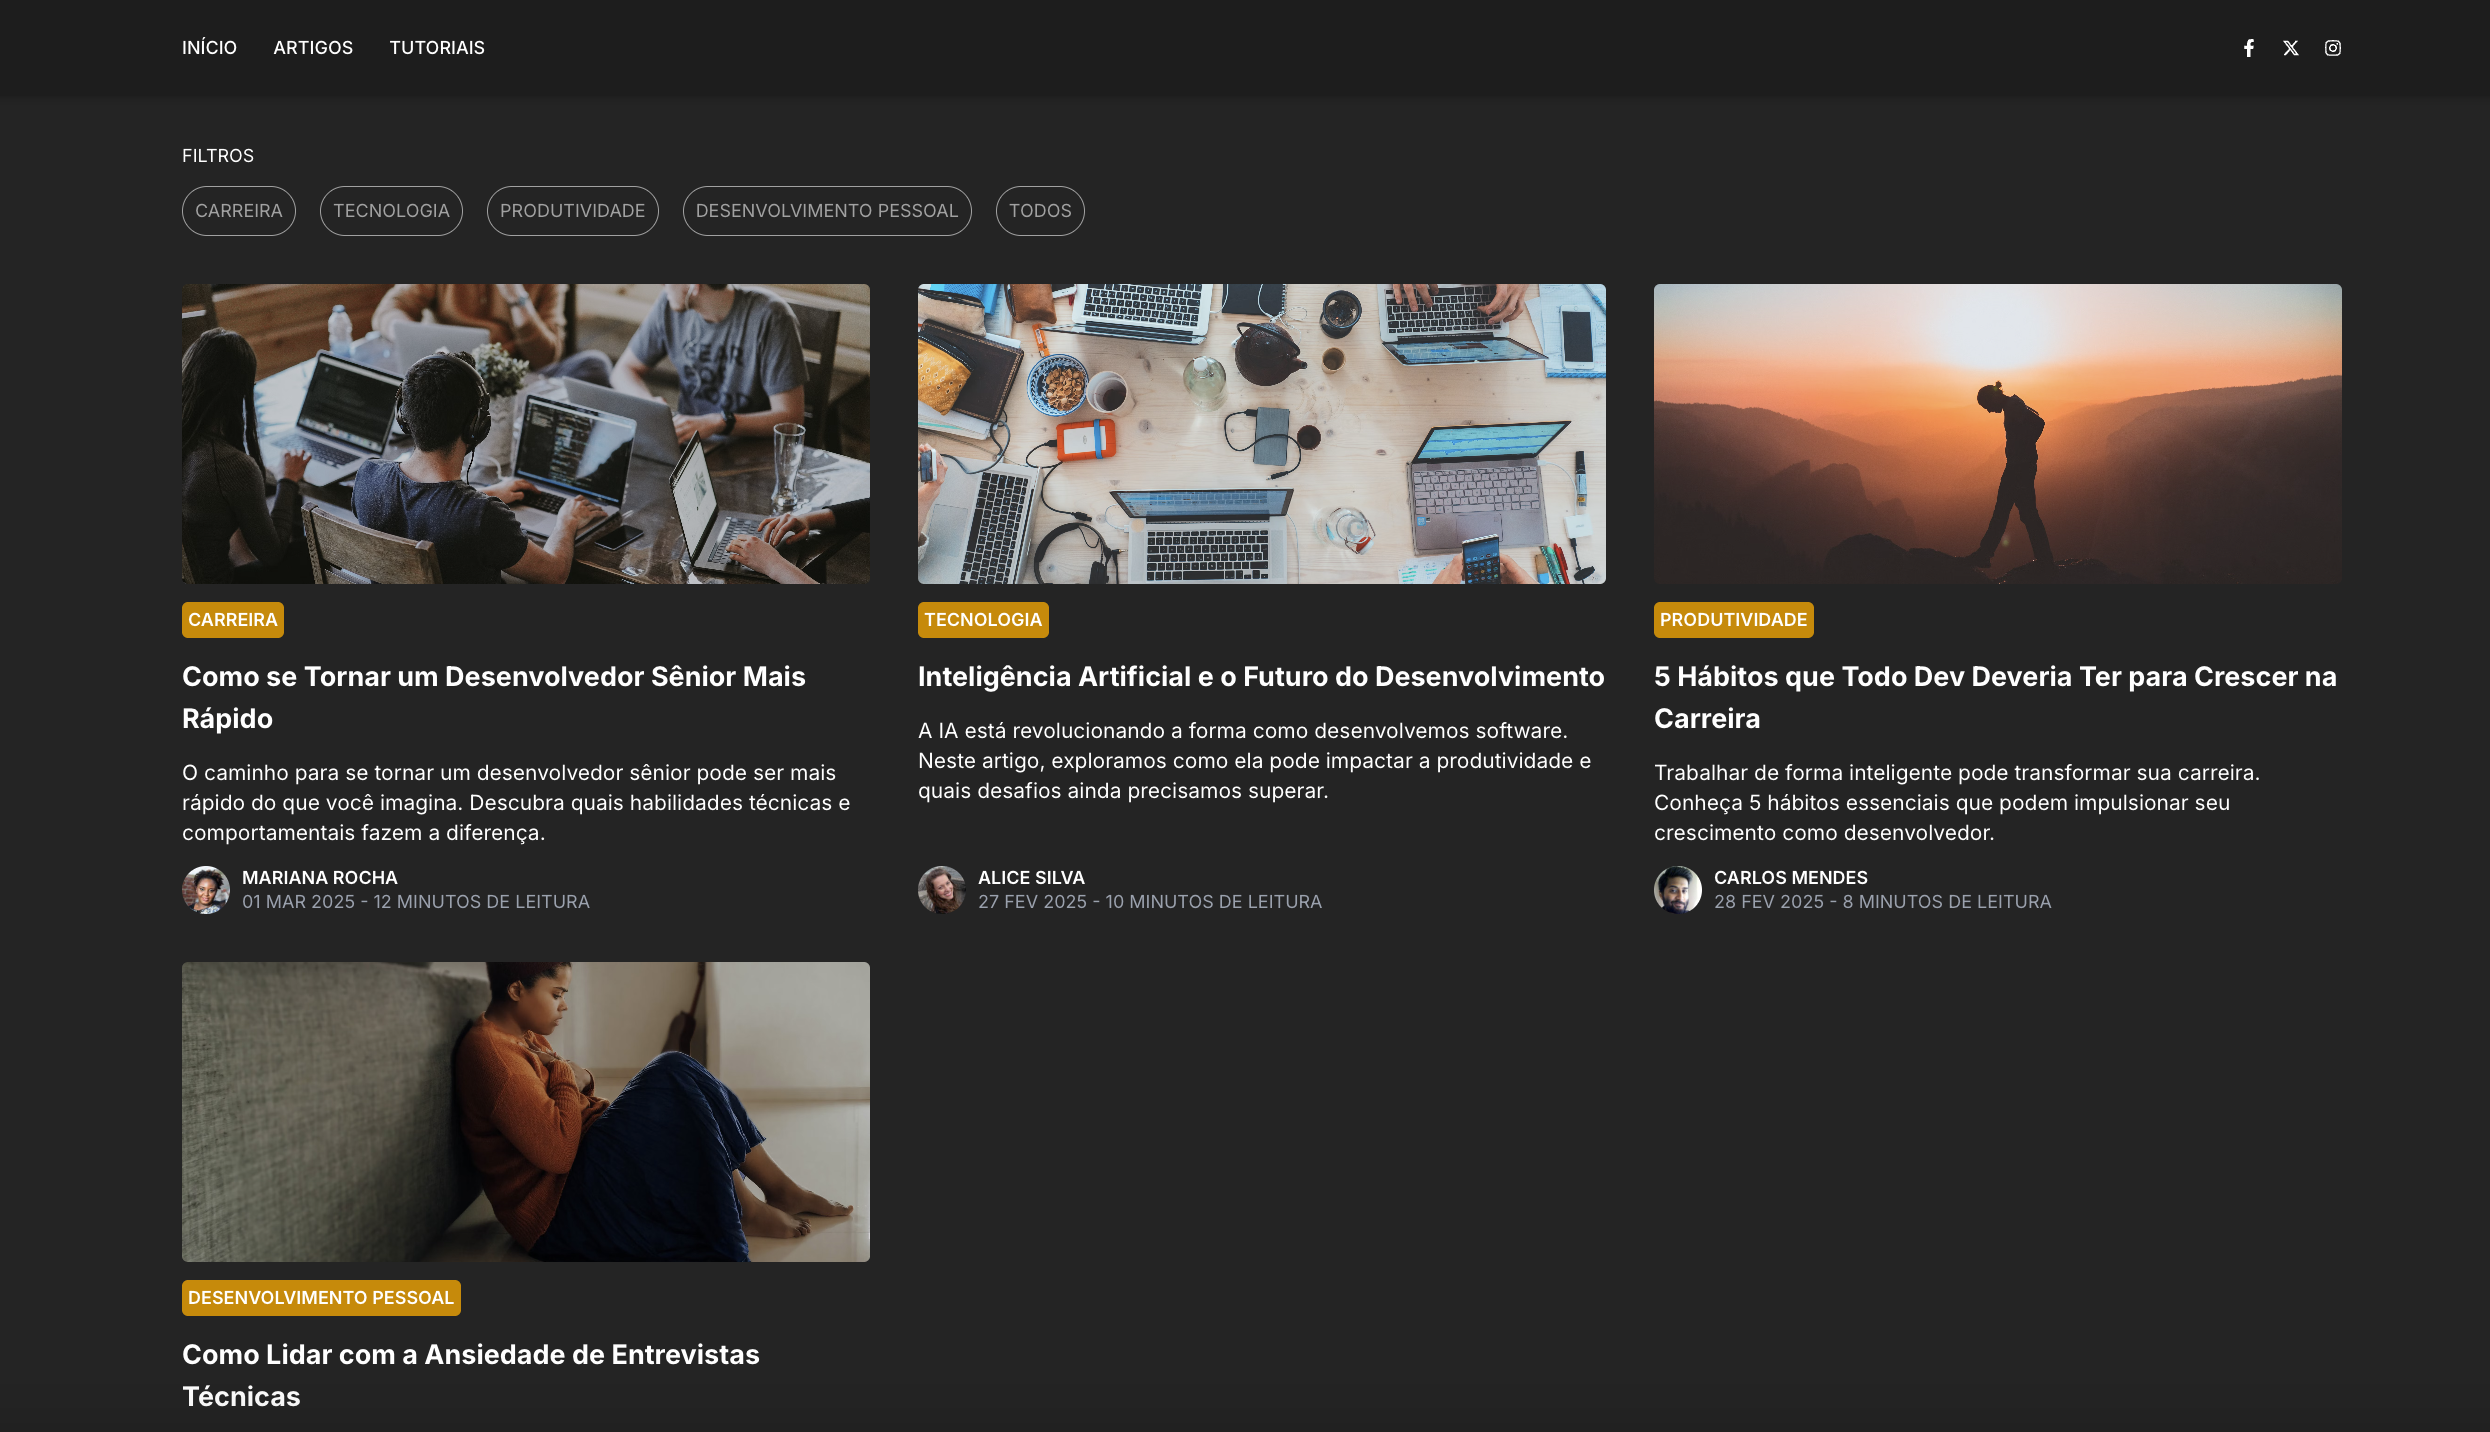 INÍCIO ARTIGOS TUTORIAIS
FILTROS
CARREIRA TECNOLOGIA PRODUTIVIDADE DESENVOLVIMENTO PESSOAL TODOS
CARREIRA
Como se Tornar um Desenvolvedor Sênior Mais
Rápido
O caminho para se tornar um desenvolvedor sênior pode ser mais
rápido do que você imagina. Descubra quais habilidades técnicas e
comportamentais fazem a diferença.
MARIANA ROCHA
01 MAR 2025 - 12 MINUTOS DE LEITURA
TECNOLOGIA
Inteligência Artificial e o Futuro do Desenvolvimento
A IA está revolucionando a forma como desenvolvemos software.
Neste artigo, exploramos como ela pode impactar a produtividade e
quais desafios ainda precisamos superar.
ALICE SILVA
27 FEV 2025 - 10 MINUTOS DE LEITURA
PRODUTIVIDADE
5 Hábitos que Todo Dev Deveria Ter para Crescer na
Carreira
Trabalhar de forma inteligente pode transformar sua carreira.
Conheça 5 hábitos essenciais que podem impulsionar seu
crescimento como desenvolvedor.
CARLOS MENDES
28 FEV 2025 - 8 MINUTOS DE LEITURA
DESENVOLVIMENTO PESSOAL
Como Lidar com a Ansiedade de Entrevistas
Técnicas